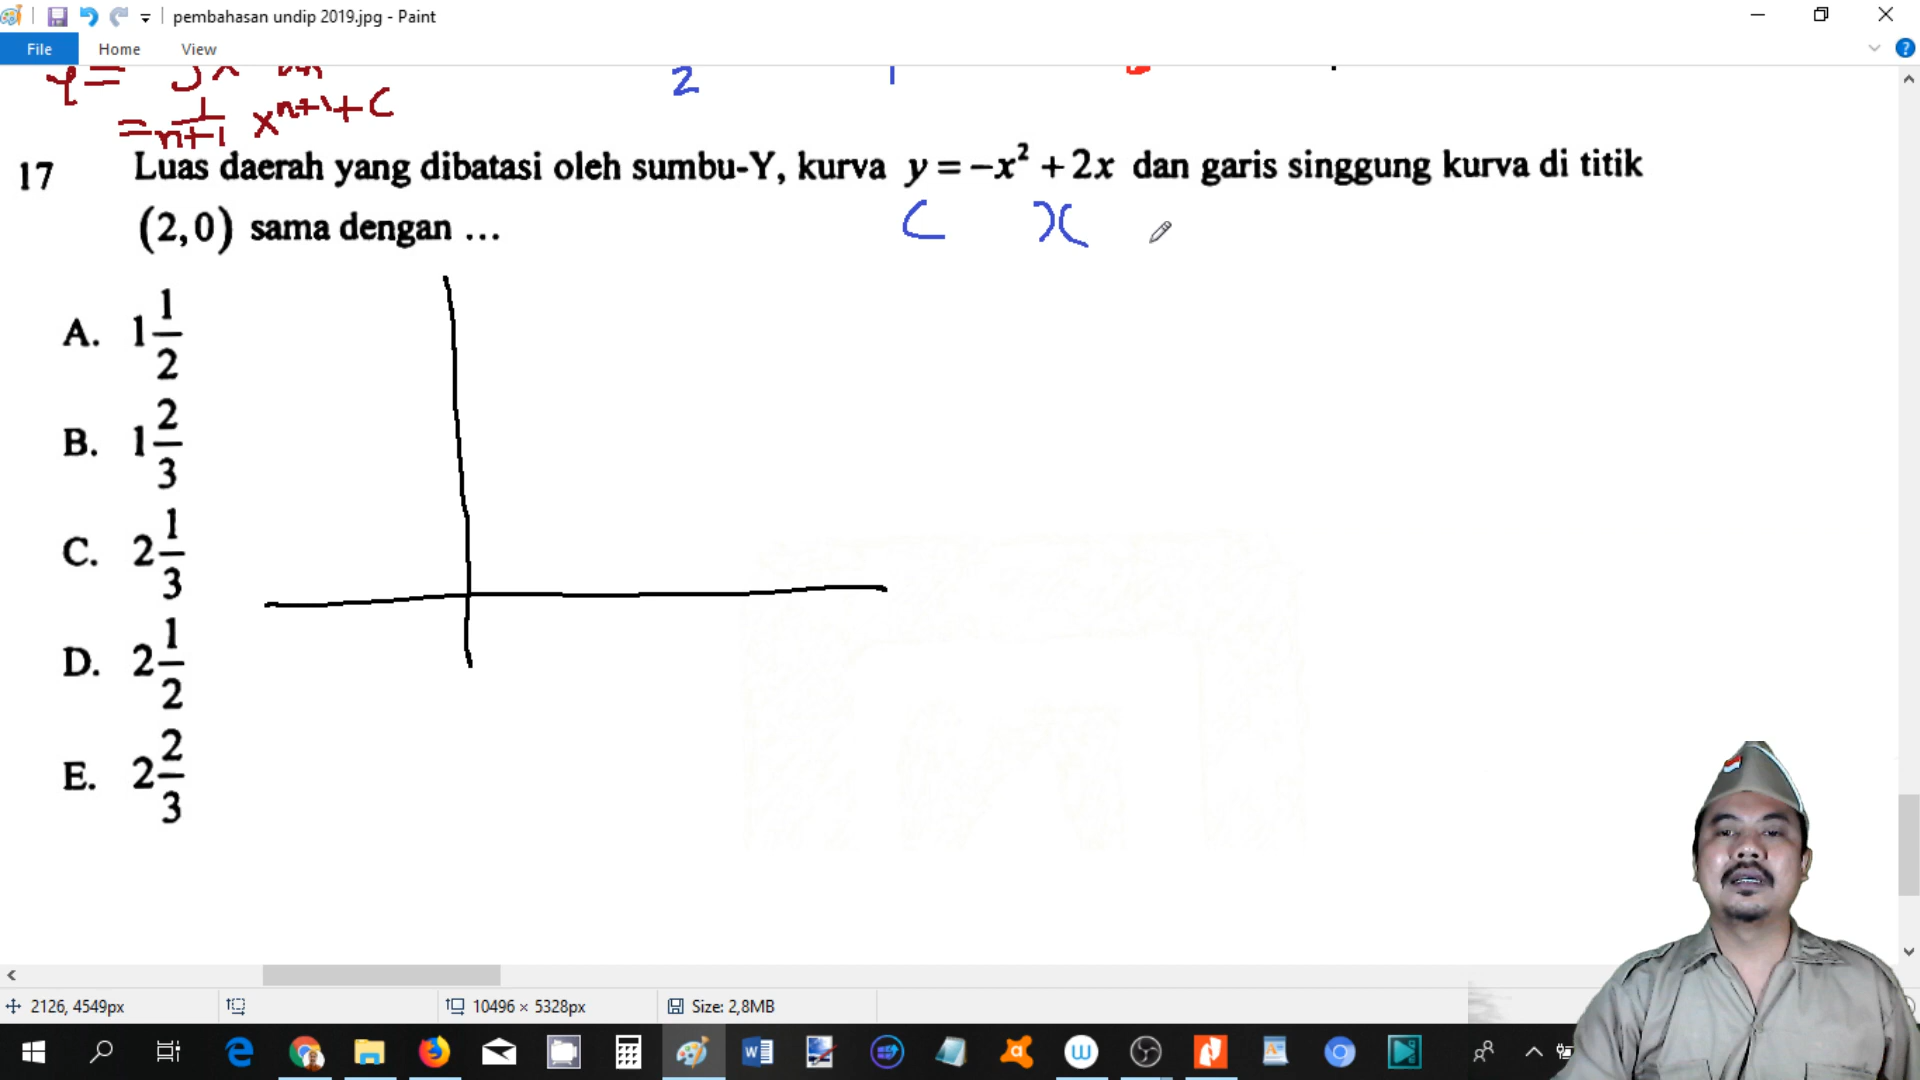 pembahasan undip 2019.jpg - Paint
File Home View
2 1
= 1/(n+1) x^(n+1) + C
17 Luas daerah yang dibatasi oleh sumbu-Y, kurva y = -x² + 2x dan garis singgung kurva di titik
(2,0) sama dengan ...
( )(
A. 1 1/2
B. 1 2/3
C. 2 1/3
D. 2 1/2
E. 2 2/3
2126, 4549px 10496 × 5328px Size: 2,8MB